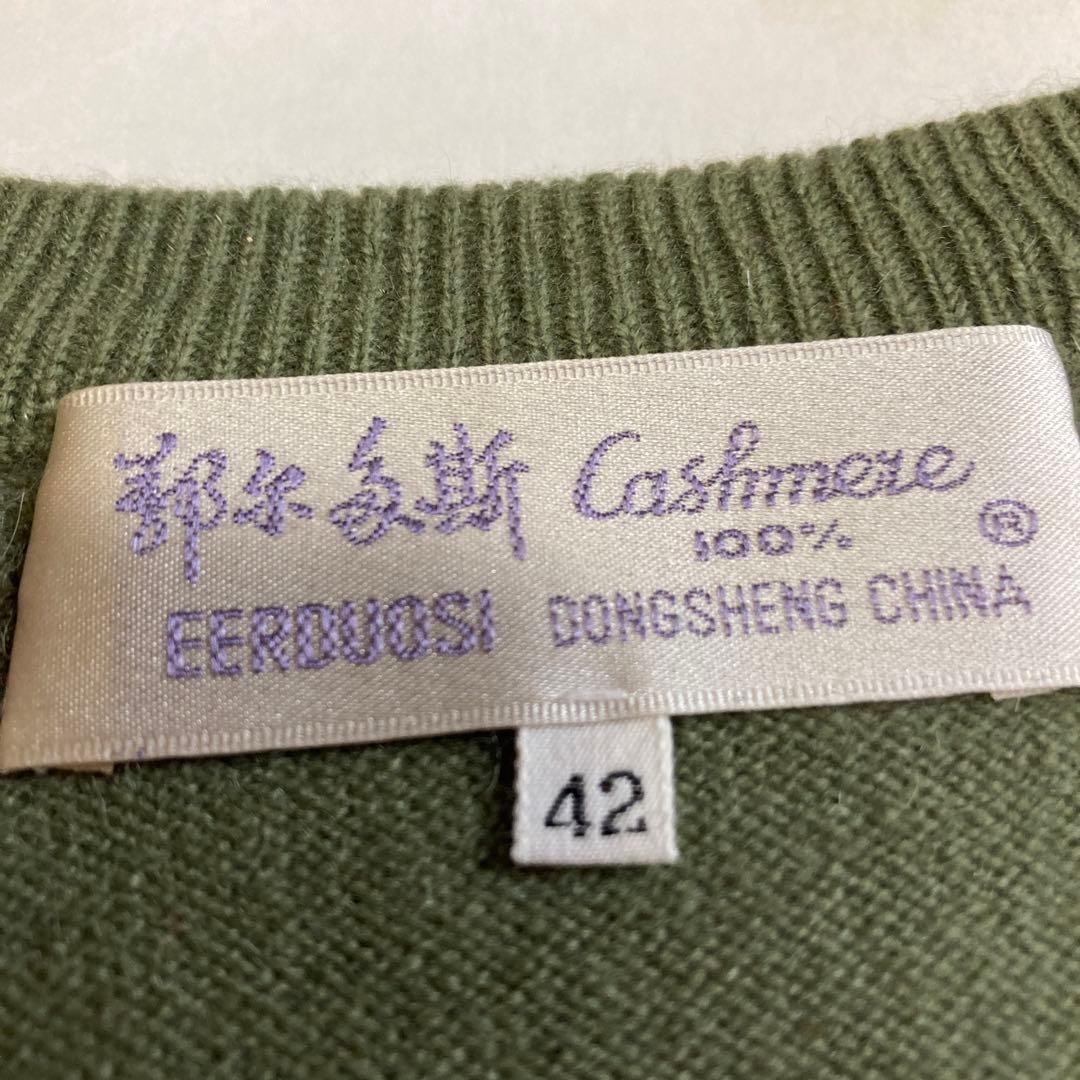 鄂尔多斯 Cashmere
100% ®
EERDUOSI DONGSHENG CHINA
42